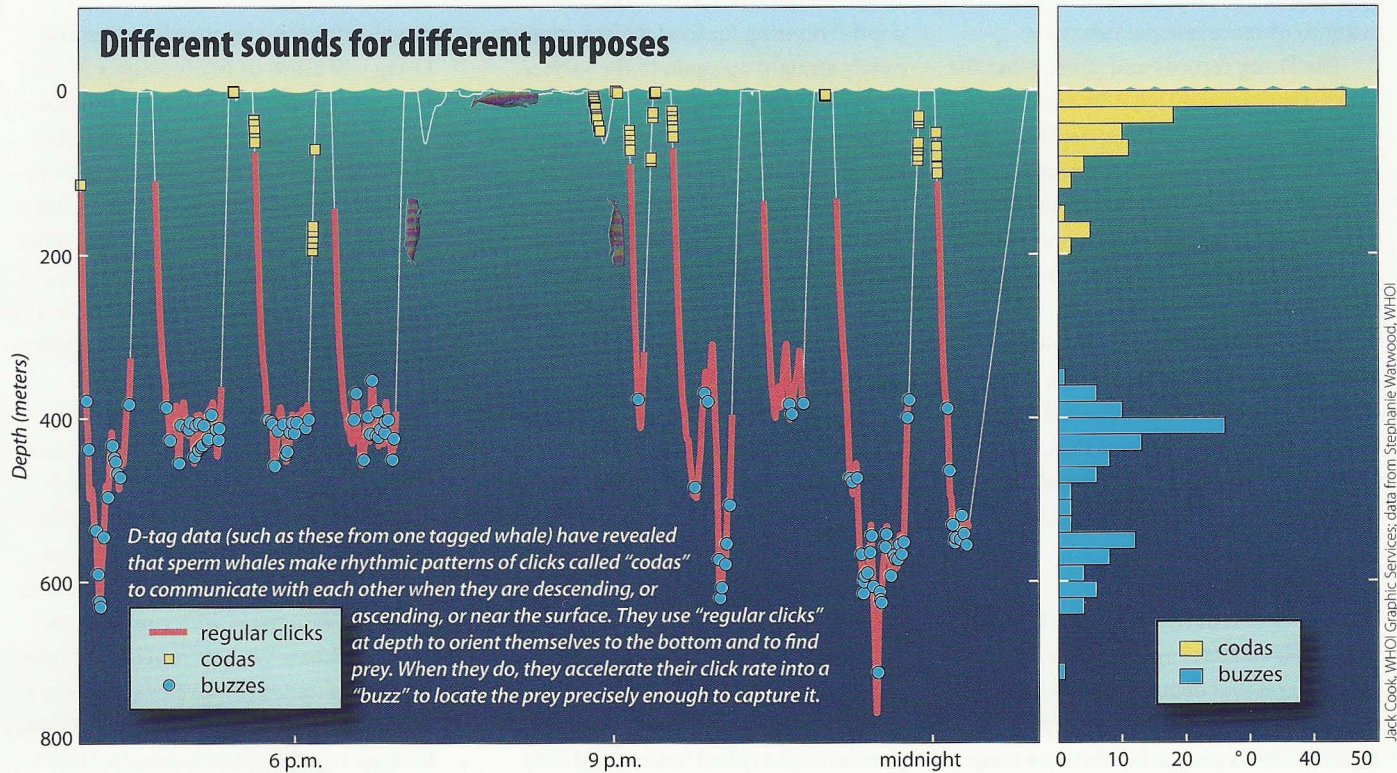 Different sounds for different purposes
0
200
400
600
800
Depth (meters)
D-tag data (such as these from one tagged whale) have revealed
that sperm whales make rhythmic patterns of clicks called "codas"
to communicate with each other when they are descending, or
ascending, or near the surface. They use "regular clicks"
at depth to orient themselves to the bottom and to find
prey. When they do, they accelerate their click rate into a
"buzz" to locate the prey precisely enough to capture it.
regular clicks
codas
buzzes
6 p.m.
9 p.m.
midnight
codas
buzzes
0
10
20
° 0
40
50
Jack Cook, WHOI Graphic Services; data from Stephanie Watwood, WHOI